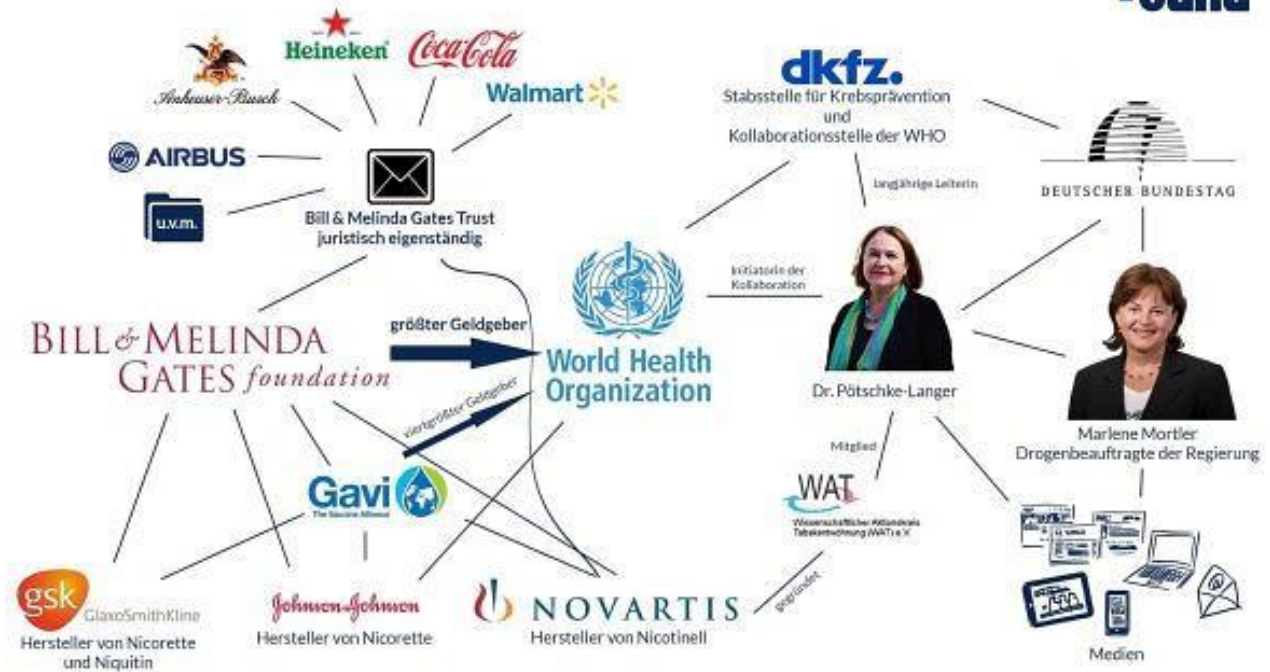 Heineken
Coca-Cola
Anheuser-Busch
Walmart
AIRBUS
u.v.m.
Bill & Melinda Gates Trust
juristisch eigenständig
dkfz.
Stabsstelle für Krebsprävention
und
Kollaborationsstelle der WHO
langjährige Leiterin
DEUTSCHER BUNDESTAG
Initiatorin der
Kollaboration
BILL & MELINDA
GATES foundation
größter Geldgeber
World Health
Organization
viertgrößter Geldgeber
Dr. Pötschke-Langer
Marlene Mortler
Drogenbeauftragte der Regierung
Gavi
The Vaccine Alliance
Mitglied
WAT
Wissenschaftlicher Aktionskreis
Tabakentwöhnung (WAT) e.V.
gegründet
gsk
GlaxoSmithKline
Hersteller von Nicorette
und Niquitin
Johnson-Johnson
Hersteller von Nicorette
NOVARTIS
Hersteller von Nicotinell
Medien